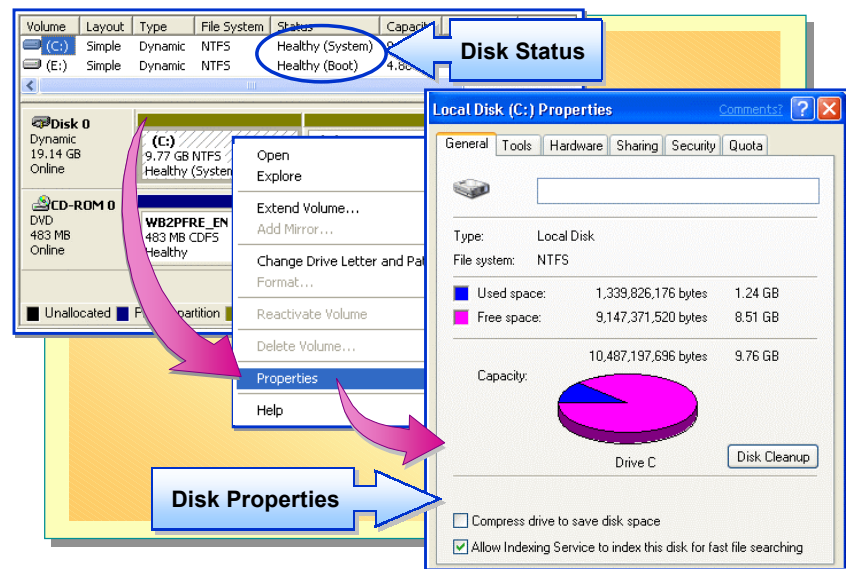 Volume Layout Type File System Status Capacity
(C:) Simple Dynamic NTFS Healthy (System)
(E:) Simple Dynamic NTFS Healthy (Boot)
Disk Status
Disk 0
Dynamic
19.14 GB
Online
(C:)
9.77 GB NTFS
Healthy (System
CD-ROM 0
DVD
483 MB
Online
WB2PFRE_EN
483 MB CDFS
Healthy
Unallocated
Open
Explore
Extend Volume...
Add Mirror...
Change Drive Letter and Pat
Format...
Reactivate Volume
Delete Volume...
Properties
Help
Local Disk (C:) Properties Comments?
General Tools Hardware Sharing Security Quota
Type: Local Disk
File system: NTFS
Used space: 1,339,826,176 bytes 1.24 GB
Free space: 9,147,371,520 bytes 8.51 GB
Capacity: 10,487,197,696 bytes 9.76 GB
Drive C
Disk Cleanup
Compress drive to save disk space
Allow Indexing Service to index this disk for fast file searching
Disk Properties